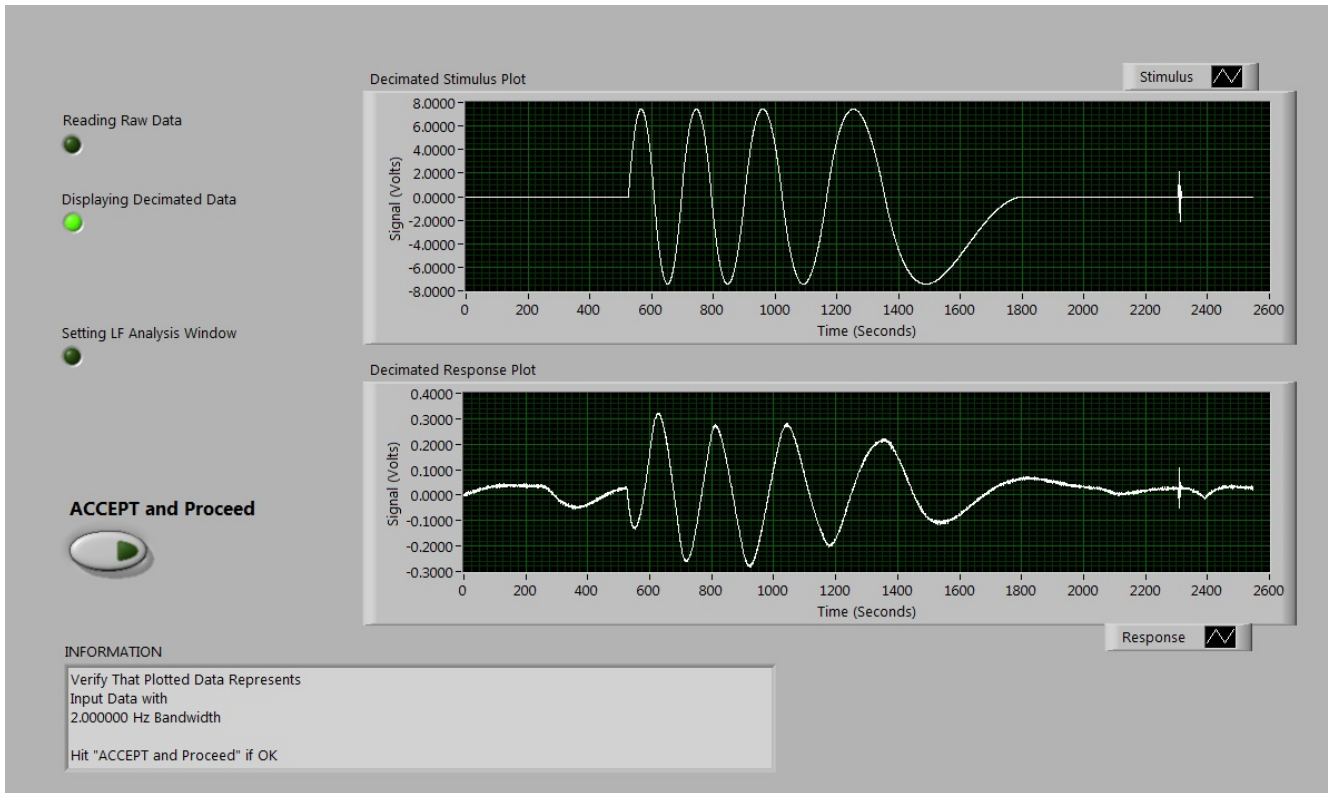 Decimated Stimulus Plot
Stimulus
Reading Raw Data
Displaying Decimated Data
Setting LF Analysis Window
8.0000
6.0000
4.0000
2.0000
0.0000
-2.0000
-4.0000
-6.0000
-8.0000
Signal (Volts)
0 200 400 600 800 1000 1200 1400 1600 1800 2000 2200 2400 2600
Time (Seconds)
Decimated Response Plot
0.4000
0.3000
0.2000
0.1000
0.0000
-0.1000
-0.2000
-0.3000
Signal (Volts)
0 200 400 600 800 1000 1200 1400 1600 1800 2000 2200 2400 2600
Time (Seconds)
Response
ACCEPT and Proceed
INFORMATION
Verify That Plotted Data Represents
Input Data with
2.000000 Hz Bandwidth
Hit "ACCEPT and Proceed" if OK